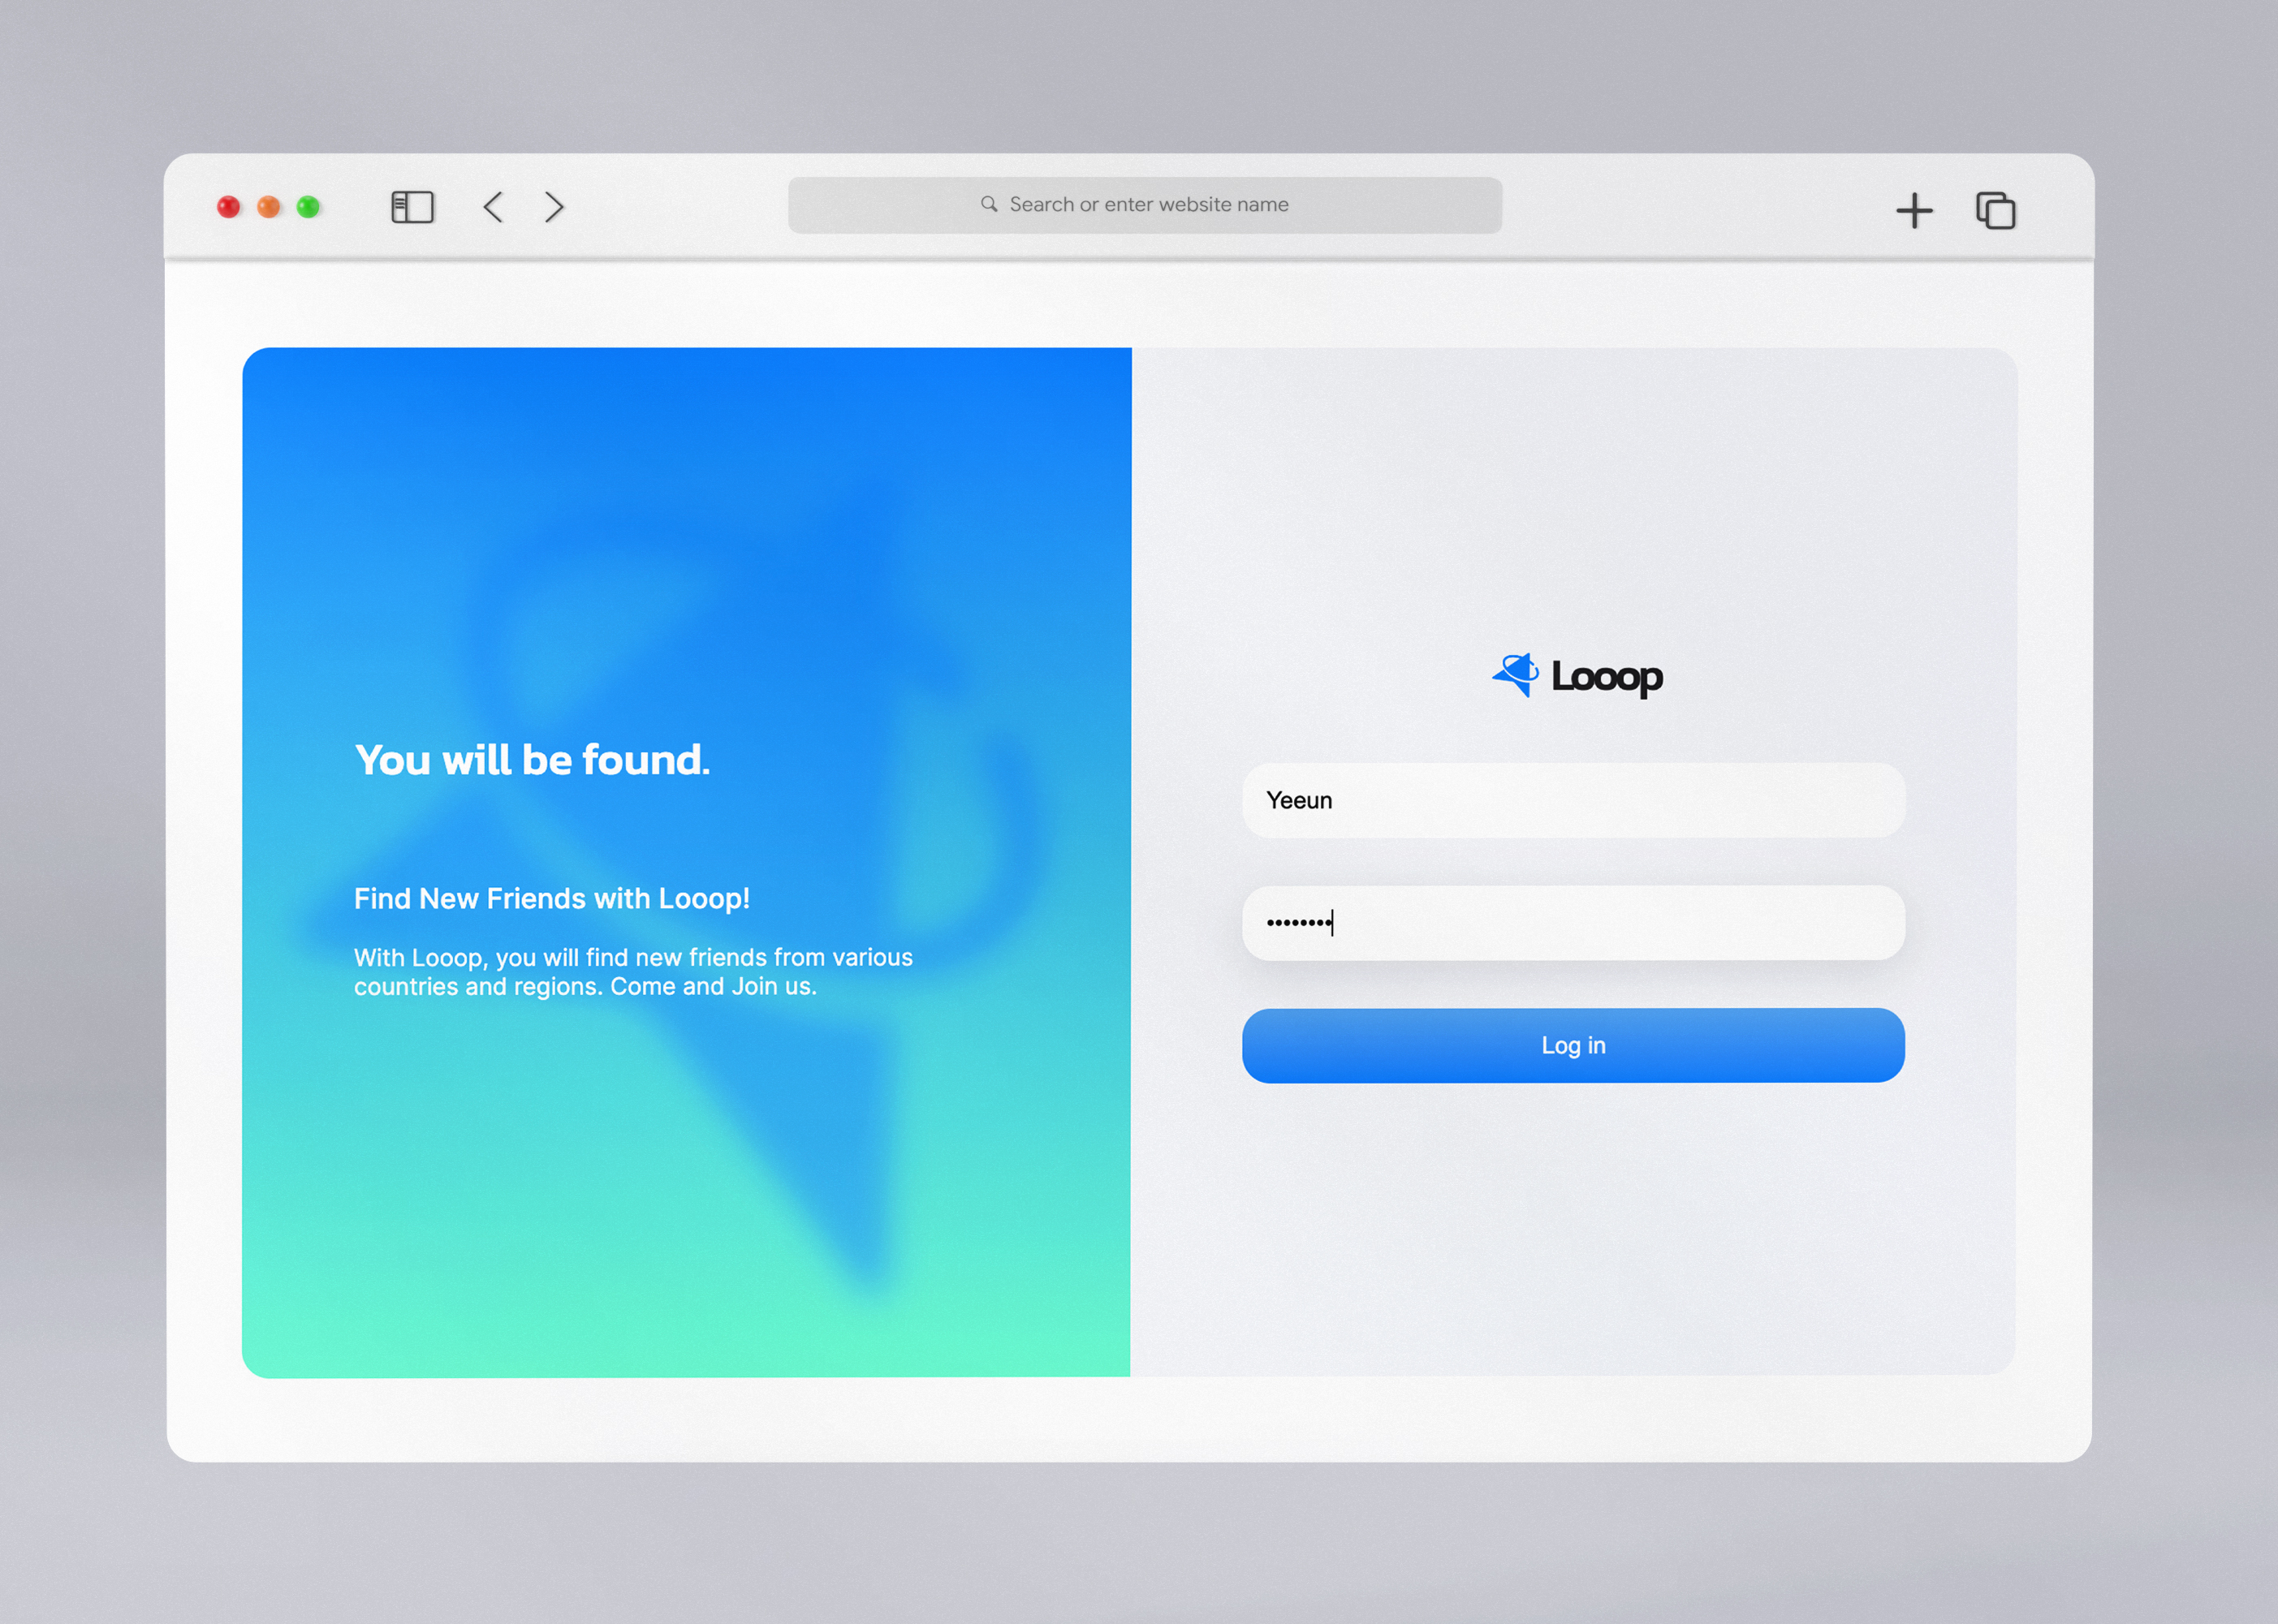 Search or enter website name
You will be found.
Find New Friends with Looop!
With Looop, you will find new friends from various
countries and regions. Come and Join us.
Looop
Yeeun
••••••••
Log in